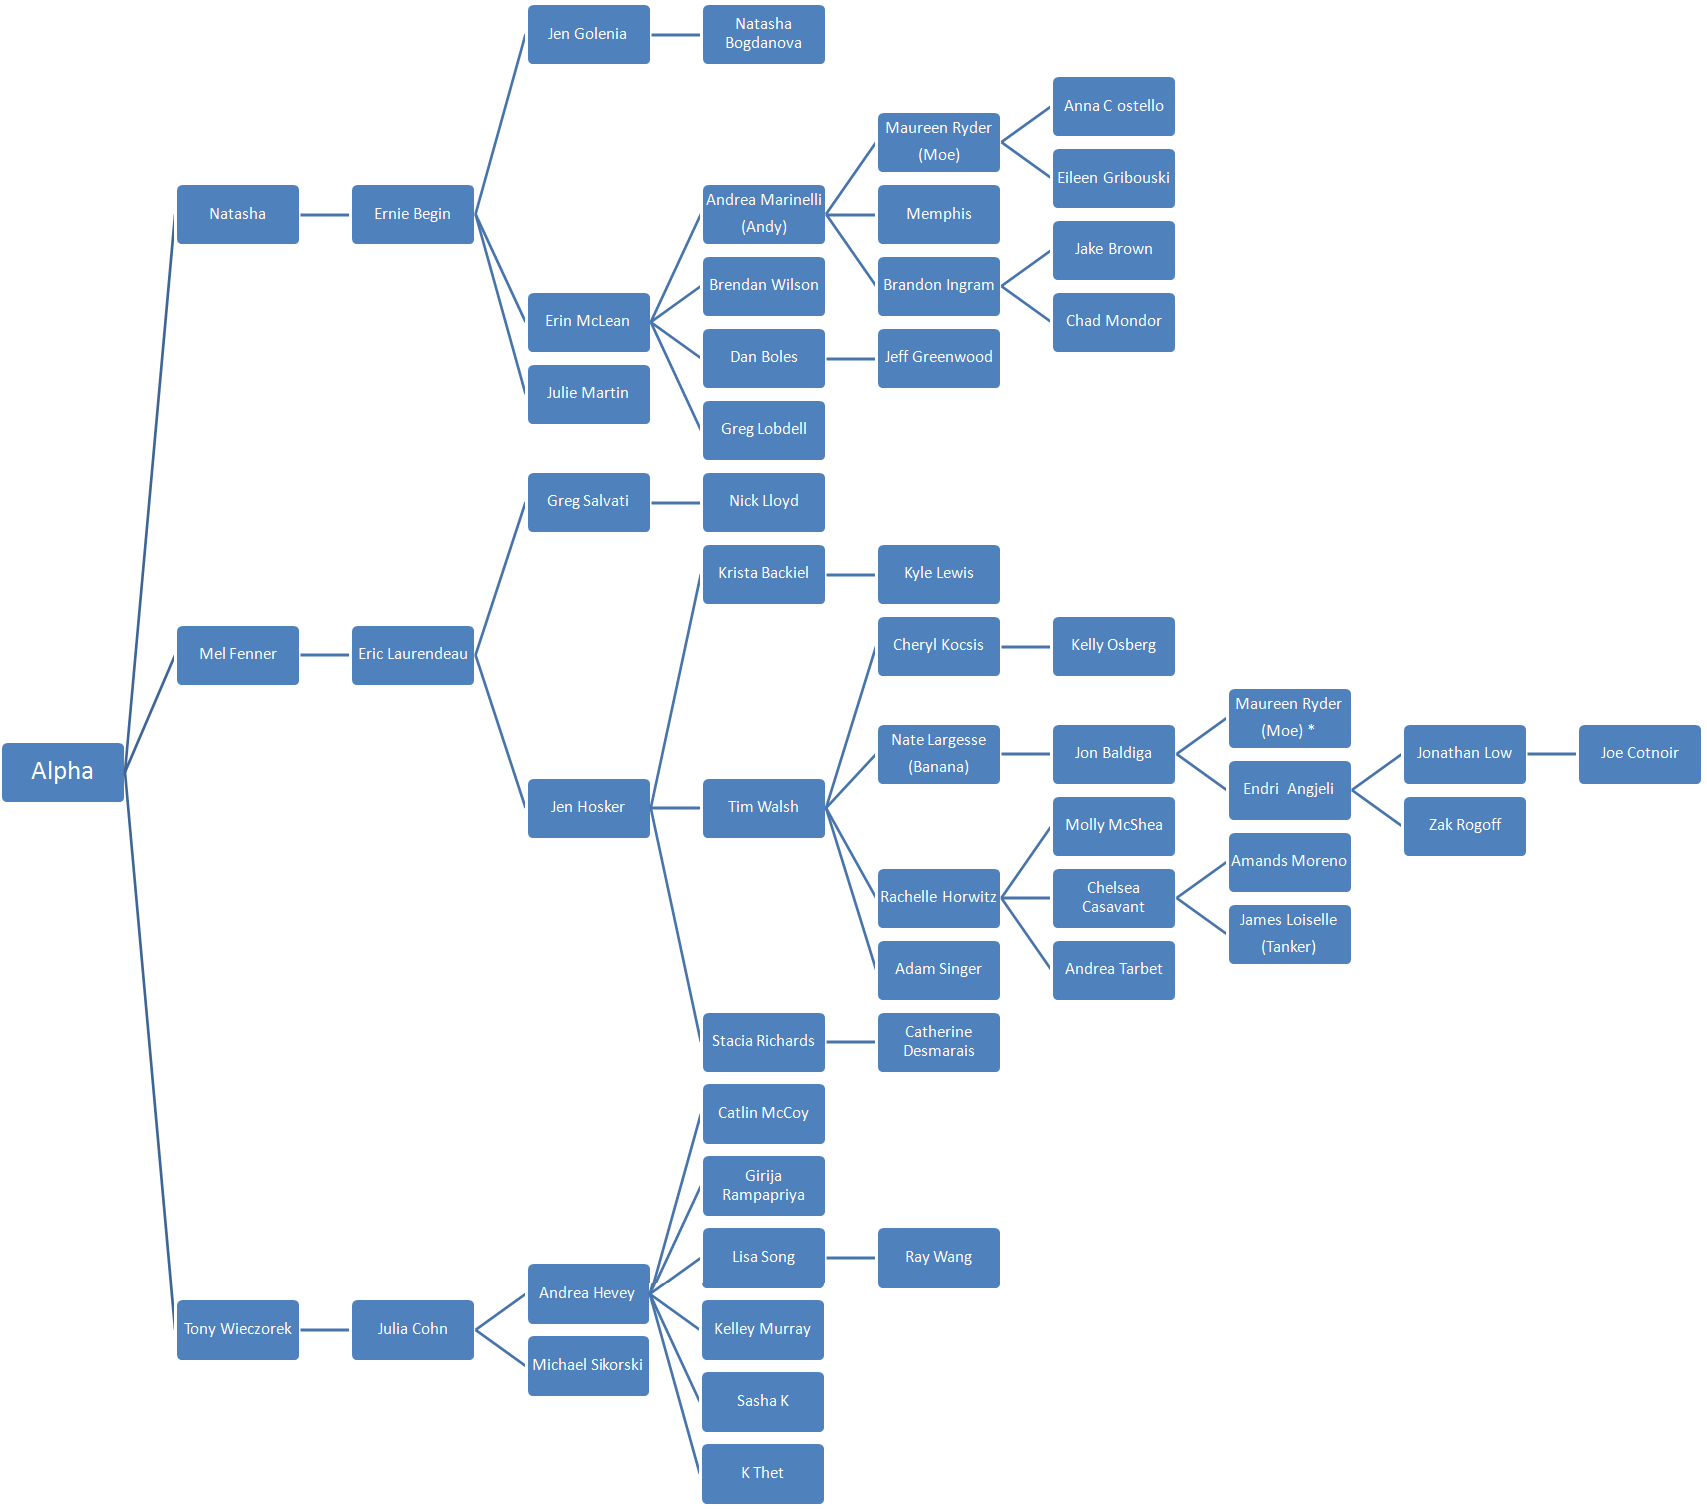 Alpha
Natasha
Ernie Begin
Jen Golenia
Natasha
Bogdanova
Erin McLean
Andrea Marinelli
(Andy)
Maureen Ryder
(Moe)
Anna C ostello
Eileen Gribouski
Memphis
Brandon Ingram
Jake Brown
Chad Mondor
Brendan Wilson
Dan Boles
Jeff Greenwood
Greg Lobdell
Julie Martin
Mel Fenner
Eric Laurendeau
Greg Salvati
Nick Lloyd
Jen Hosker
Krista Backiel
Kyle Lewis
Tim Walsh
Cheryl Kocsis
Kelly Osberg
Nate Largesse
(Banana)
Jon Baldiga
Maureen Ryder
(Moe) *
Endri  Angjeli
Jonathan Low
Joe Cotnoir
Zak Rogoff
Rachelle Horwitz
Molly McShea
Chelsea
Casavant
Amands Moreno
James Loiselle
(Tanker)
Andrea Tarbet
Adam Singer
Stacia Richards
Catherine
Desmarais
Tony Wieczorek
Julia Cohn
Andrea Hevey
Catlin McCoy
Girija
Rampapriya
Lisa Song
Ray Wang
Kelley Murray
Sasha K
K Thet
Michael Sikorski